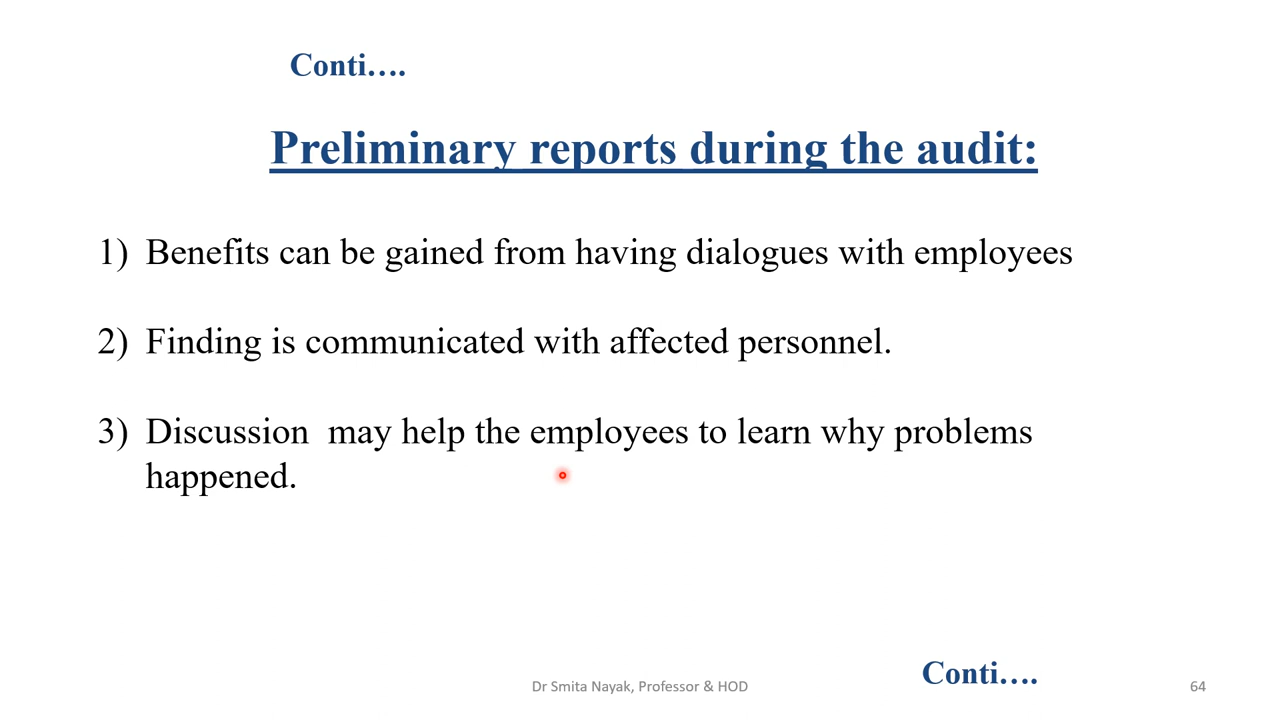 Conti….
Preliminary reports during the audit:
1) Benefits can be gained from having dialogues with employees
2) Finding is communicated with affected personnel.
3) Discussion  may help the employees to learn why problems
happened.
Conti….
Dr Smita Nayak, Professor & HOD
64